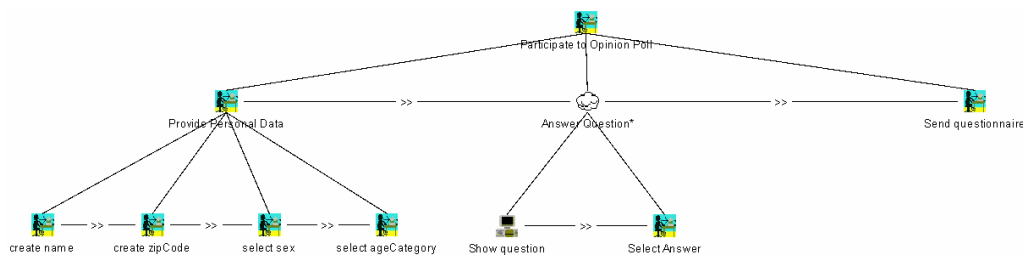 Participate to Opinion Poll
>> >>
Provide Personal Data Answer Question* Send questionnaire
>> >> >> >>
create name create zipCode select sex select ageCategory Show question Select Answer